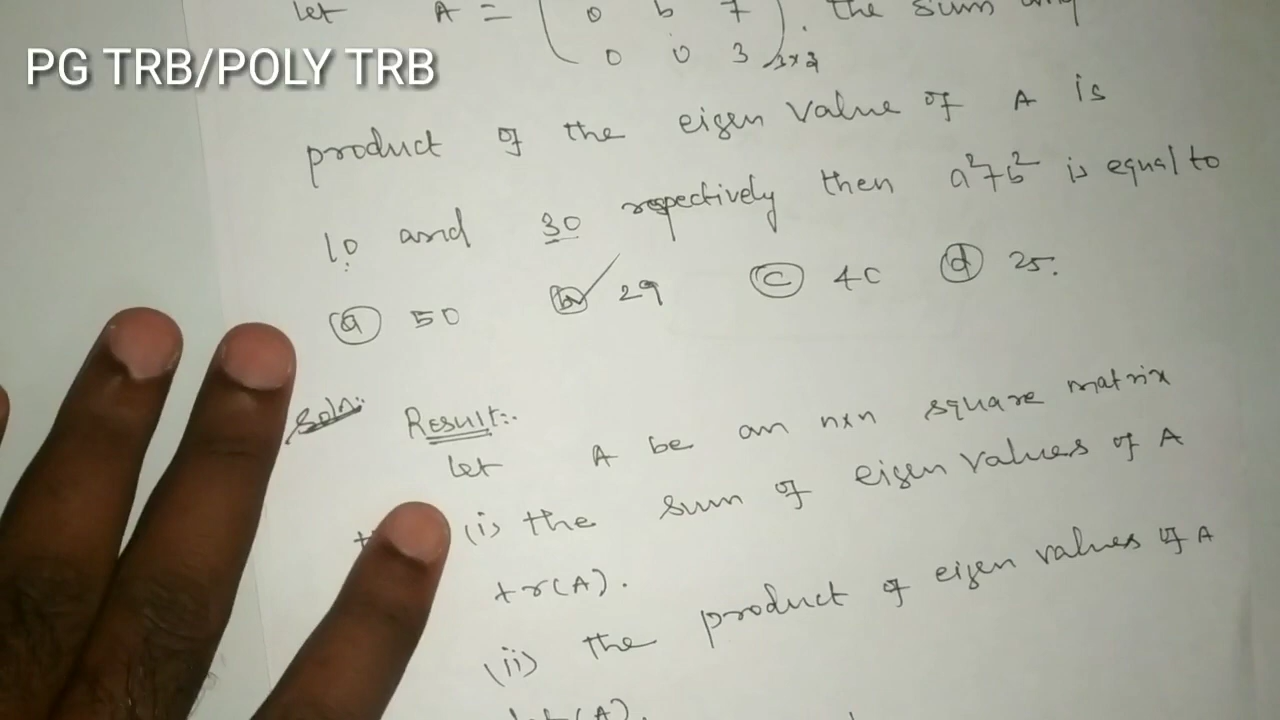 PG TRB/POLY TRB
Let A = ( 0 b 7 ). the sum and
0 0 3 3×3
product of the eigen value of A is
10 and 30 respectively then a²+b² is equal to
(a) 50 (b) 29 (c) 40 (d) 25.
Soln:
Result:-
Let A be an n×n square matrix
(i) the sum of eigen values of A
tr(A).
(ii) the product of eigen values of A
det(A).